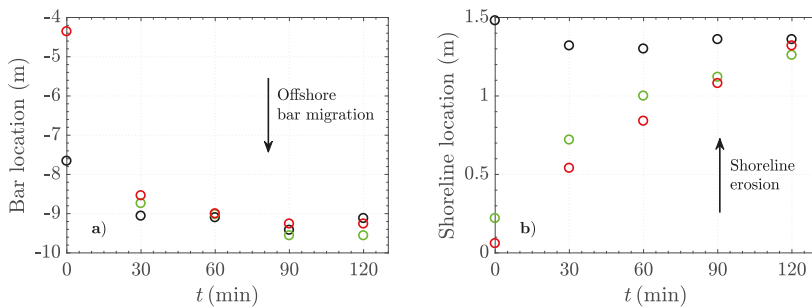 -4
-5
-6
-7
-8
-9
-10
Bar location (m)
Offshore
bar migration
a)
0
30
60
90
120
t (min)
1.5
1
0.5
0
Shoreline location (m)
Shoreline
erosion
b)
0
30
60
90
120
t (min)